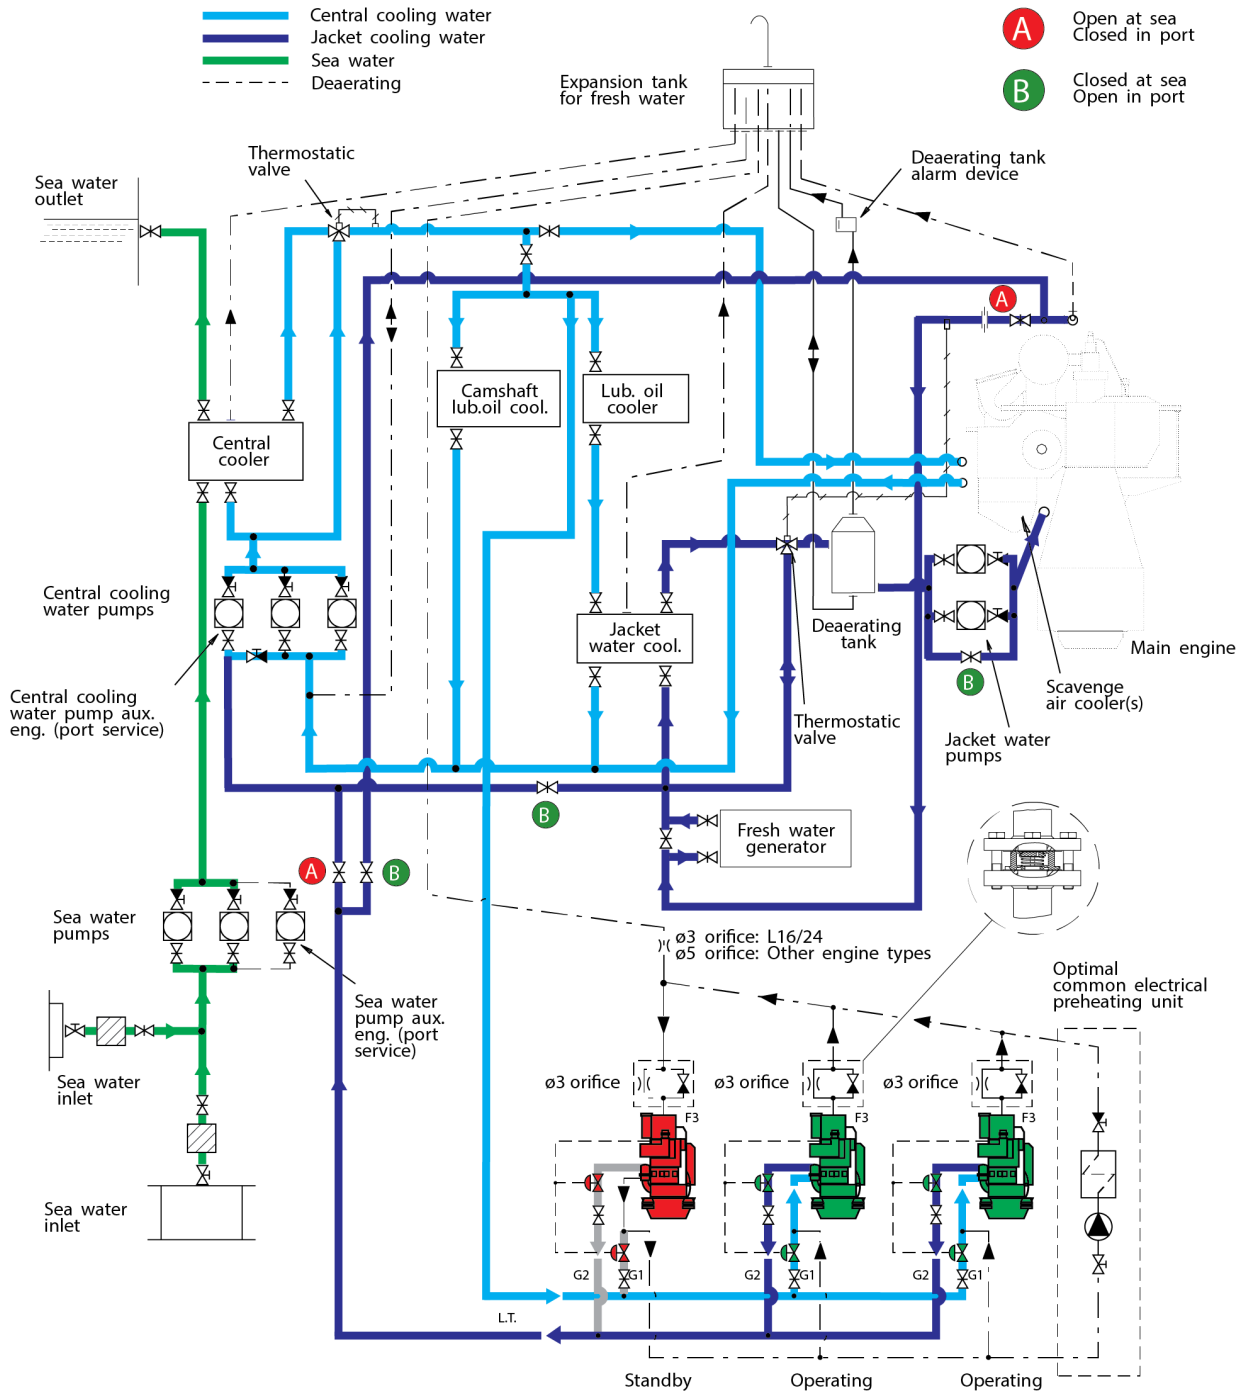 Central cooling water
Jacket cooling water
Sea water
Deaerating
A
Open at sea
Closed in port
B
Closed at sea
Open in port
Expansion tank
for fresh water
Thermostatic
valve
Deaerating tank
alarm device
Sea water
outlet
A
Camshaft
lub.oil cool.
Lub. oil
cooler
Central
cooler
Central cooling
water pumps
Jacket
water cool.
Deaerating
tank
Main engine
B
Scavenge
air cooler(s)
Central cooling
water pump aux.
eng. (port service)
Thermostatic
valve
Jacket water
pumps
B
Fresh water
generator
A
B
Sea water
pumps
ø3 orifice: L16/24
ø5 orifice: Other engine types
Optimal
common electrical
preheating unit
Sea water
pump aux.
eng. (port
service)
Sea water
inlet
ø3 orifice
ø3 orifice
ø3 orifice
F3
F3
F3
Sea water
inlet
G2
G1
G2
G1
G2
G1
L.T.
Standby
Operating
Operating